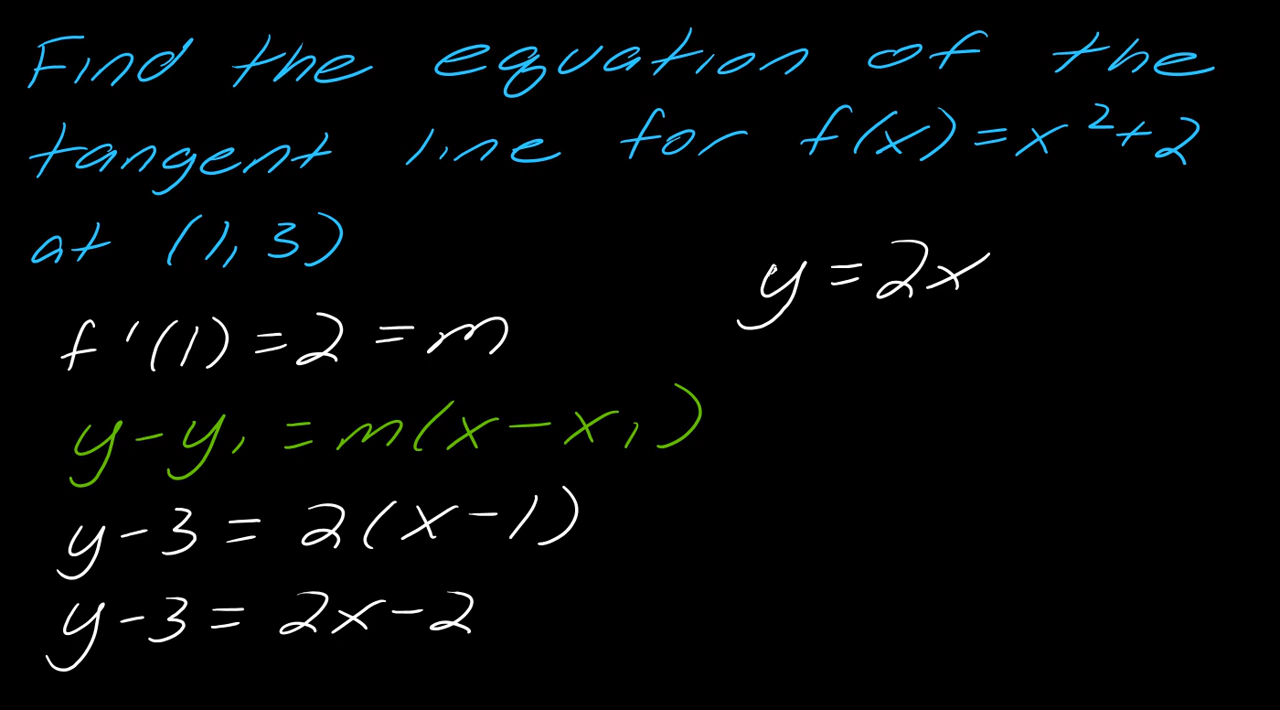 Find the equation of the
tangent line for f(x)=x²+2
at (1,3)
f'(1)=2=m
y-y₁=m(x-x₁)
y-3=2(x-1)
y-3=2x-2
y=2x